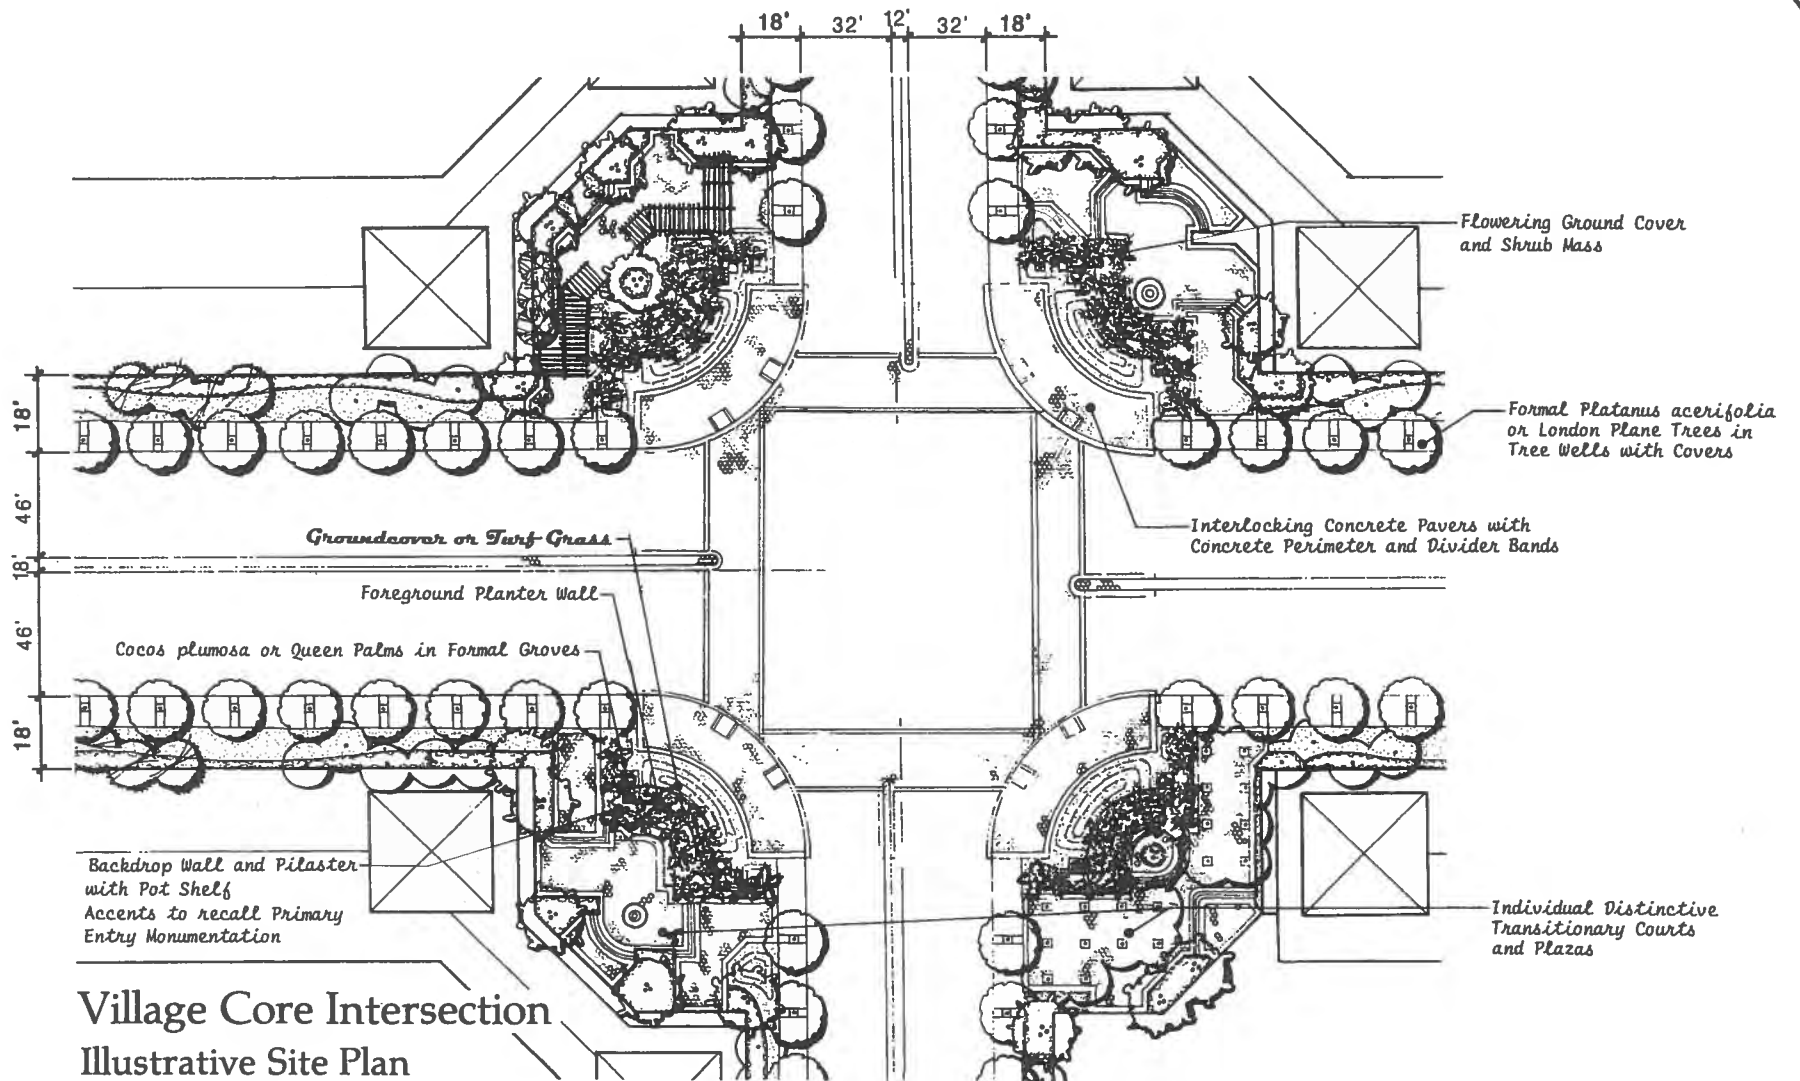 18' 32' 12' 32' 18'
Flowering Ground Cover
and Shrub Mass
Formal Platanus acerifolia
or London Plane Trees in
Tree Wells with Covers
18'
46'
18'
46'
18'
Interlocking Concrete Pavers with
Concrete Perimeter and Divider Bands
Groundcover or Turf Grass
Foreground Planter Wall
Cocos plumosa or Queen Palms in Formal Groves
Backdrop Wall and Pilaster
with Pot Shelf
Accents to recall Primary
Entry Monumentation
Individual Distinctive
Transitionary Courts
and Plazas
Village Core Intersection
Illustrative Site Plan